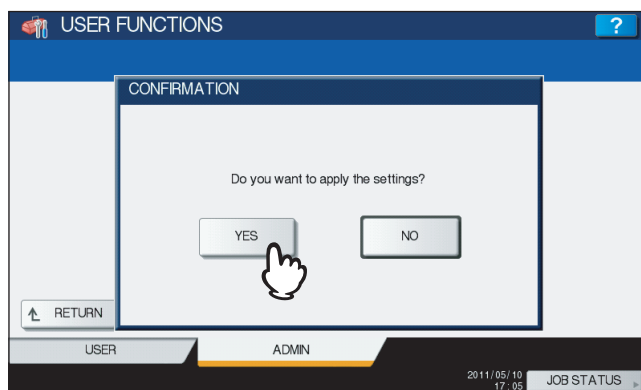 USER FUNCTIONS
?
CONFIRMATION
Do you want to apply the settings?
YES
NO
RETURN
USER
ADMIN
2011/05/10
17:05
JOB STATUS